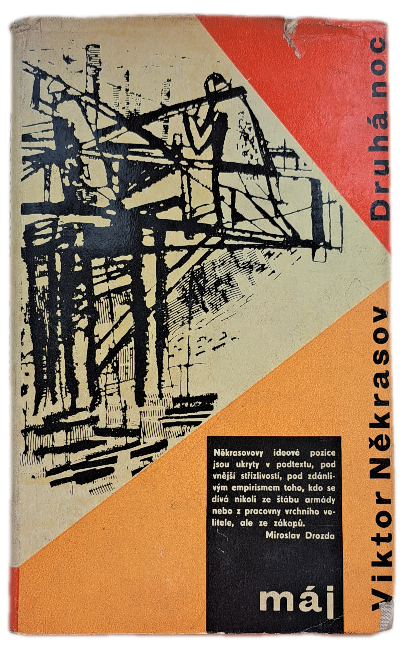 Druhá noc
Viktor Někrasov
Někrasovovy ideové pozice
jsou ukryty v podtextu, pod
vnější střízlivostí, pod zdánli-
vým empirismem toho, kdo se
dívá nikoli ze štábu armády
nebo z pracovny vrchního ve-
litele, ale ze zákopů.
Miroslav Drozda
máj